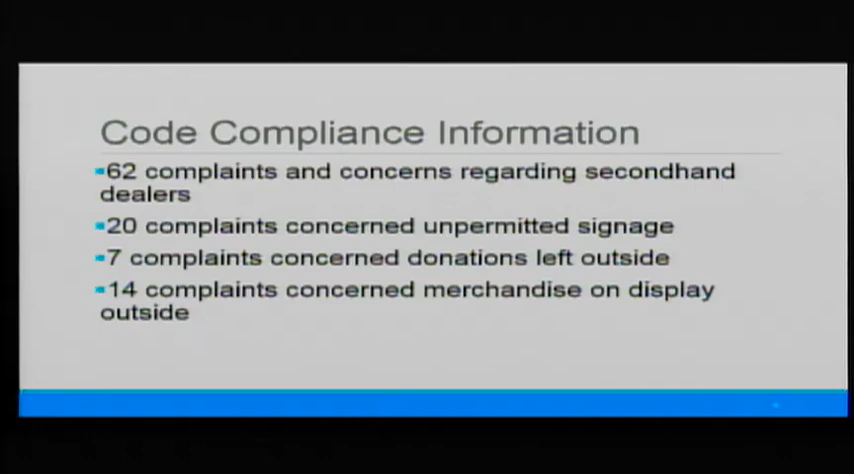 Code Compliance Information
62 complaints and concerns regarding secondhand
dealers
20 complaints concerned unpermitted signage
7 complaints concerned donations left outside
14 complaints concerned merchandise on display
outside